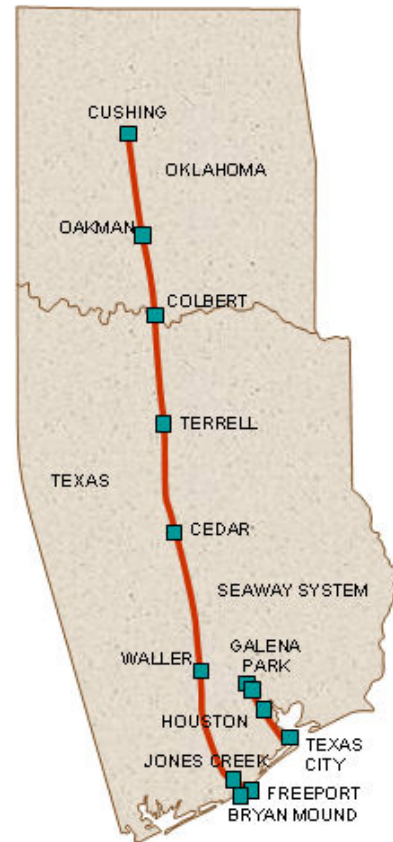 CUSHING
OKLAHOMA
OAKMAN
COLBERT
TERRELL
TEXAS
CEDAR
SEAWAY SYSTEM
GALENA
PARK
WALLER
HOUSTON
TEXAS
CITY
JONES CREEK
FREEPORT
BRYAN MOUND